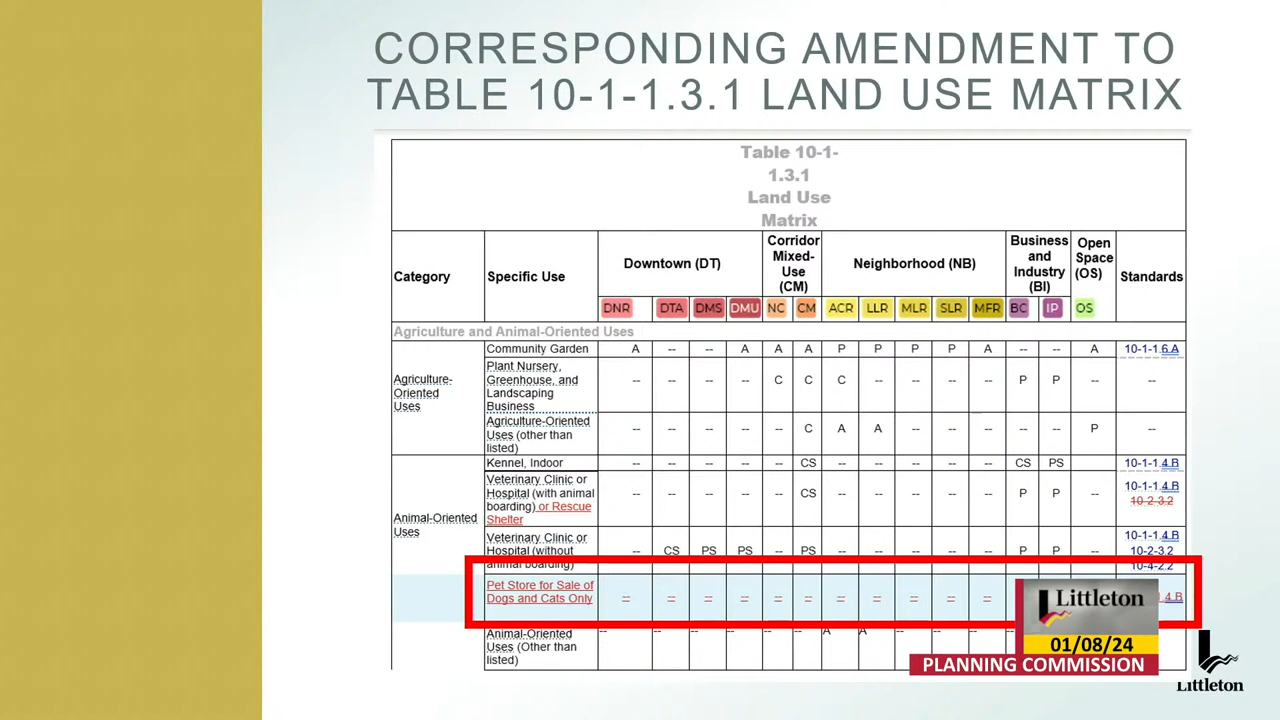 CORRESPONDING AMENDMENT TO
TABLE 10-1-1.3.1 LAND USE MATRIX
Table 10-1-
1.3.1
Land Use
Matrix
Category Specific Use Downtown (DT) Corridor Mixed-Use (CM) Neighborhood (NB) Business and Industry (BI) Open Space (OS) Standards
DNR DTA DMS DMU NC CM ACR LLR MLR SLR MFR BC IP OS
Agriculture and Animal-Oriented Uses
Agriculture-
Oriented
Uses
Community Garden A -- -- A A A P P P P A -- -- A 10-1-1.6.A
Plant Nursery,
Greenhouse, and
Landscaping
Business
-- -- -- -- C C C -- -- -- -- P P -- --
Agriculture-Oriented
Uses (other than
listed)
-- -- -- -- C A A -- -- -- -- -- P --
Animal-Oriented
Uses
Kennel, Indoor -- -- -- -- -- CS -- -- -- -- -- CS PS 10-1-1.4.B
Veterinary Clinic or
Hospital (with animal
boarding) or Rescue
Shelter
-- -- -- -- -- CS -- -- -- -- -- P P -- 10-1-1.4.B
10-2-3.2
Veterinary Clinic or
Hospital (without
animal boarding)
-- CS PS PS -- PS -- -- -- -- -- P P -- 10-1-1.4.B
10-2-3.2
10-4-2.2
Pet Store for Sale of
Dogs and Cats Only
-- -- -- -- -- -- -- -- -- -- -- .4.B
Animal-Oriented
Uses (Other than
listed)
-- -- -- -- -- -- A A -- -- --
Littleton
01/08/24
PLANNING COMMISSION
Littleton